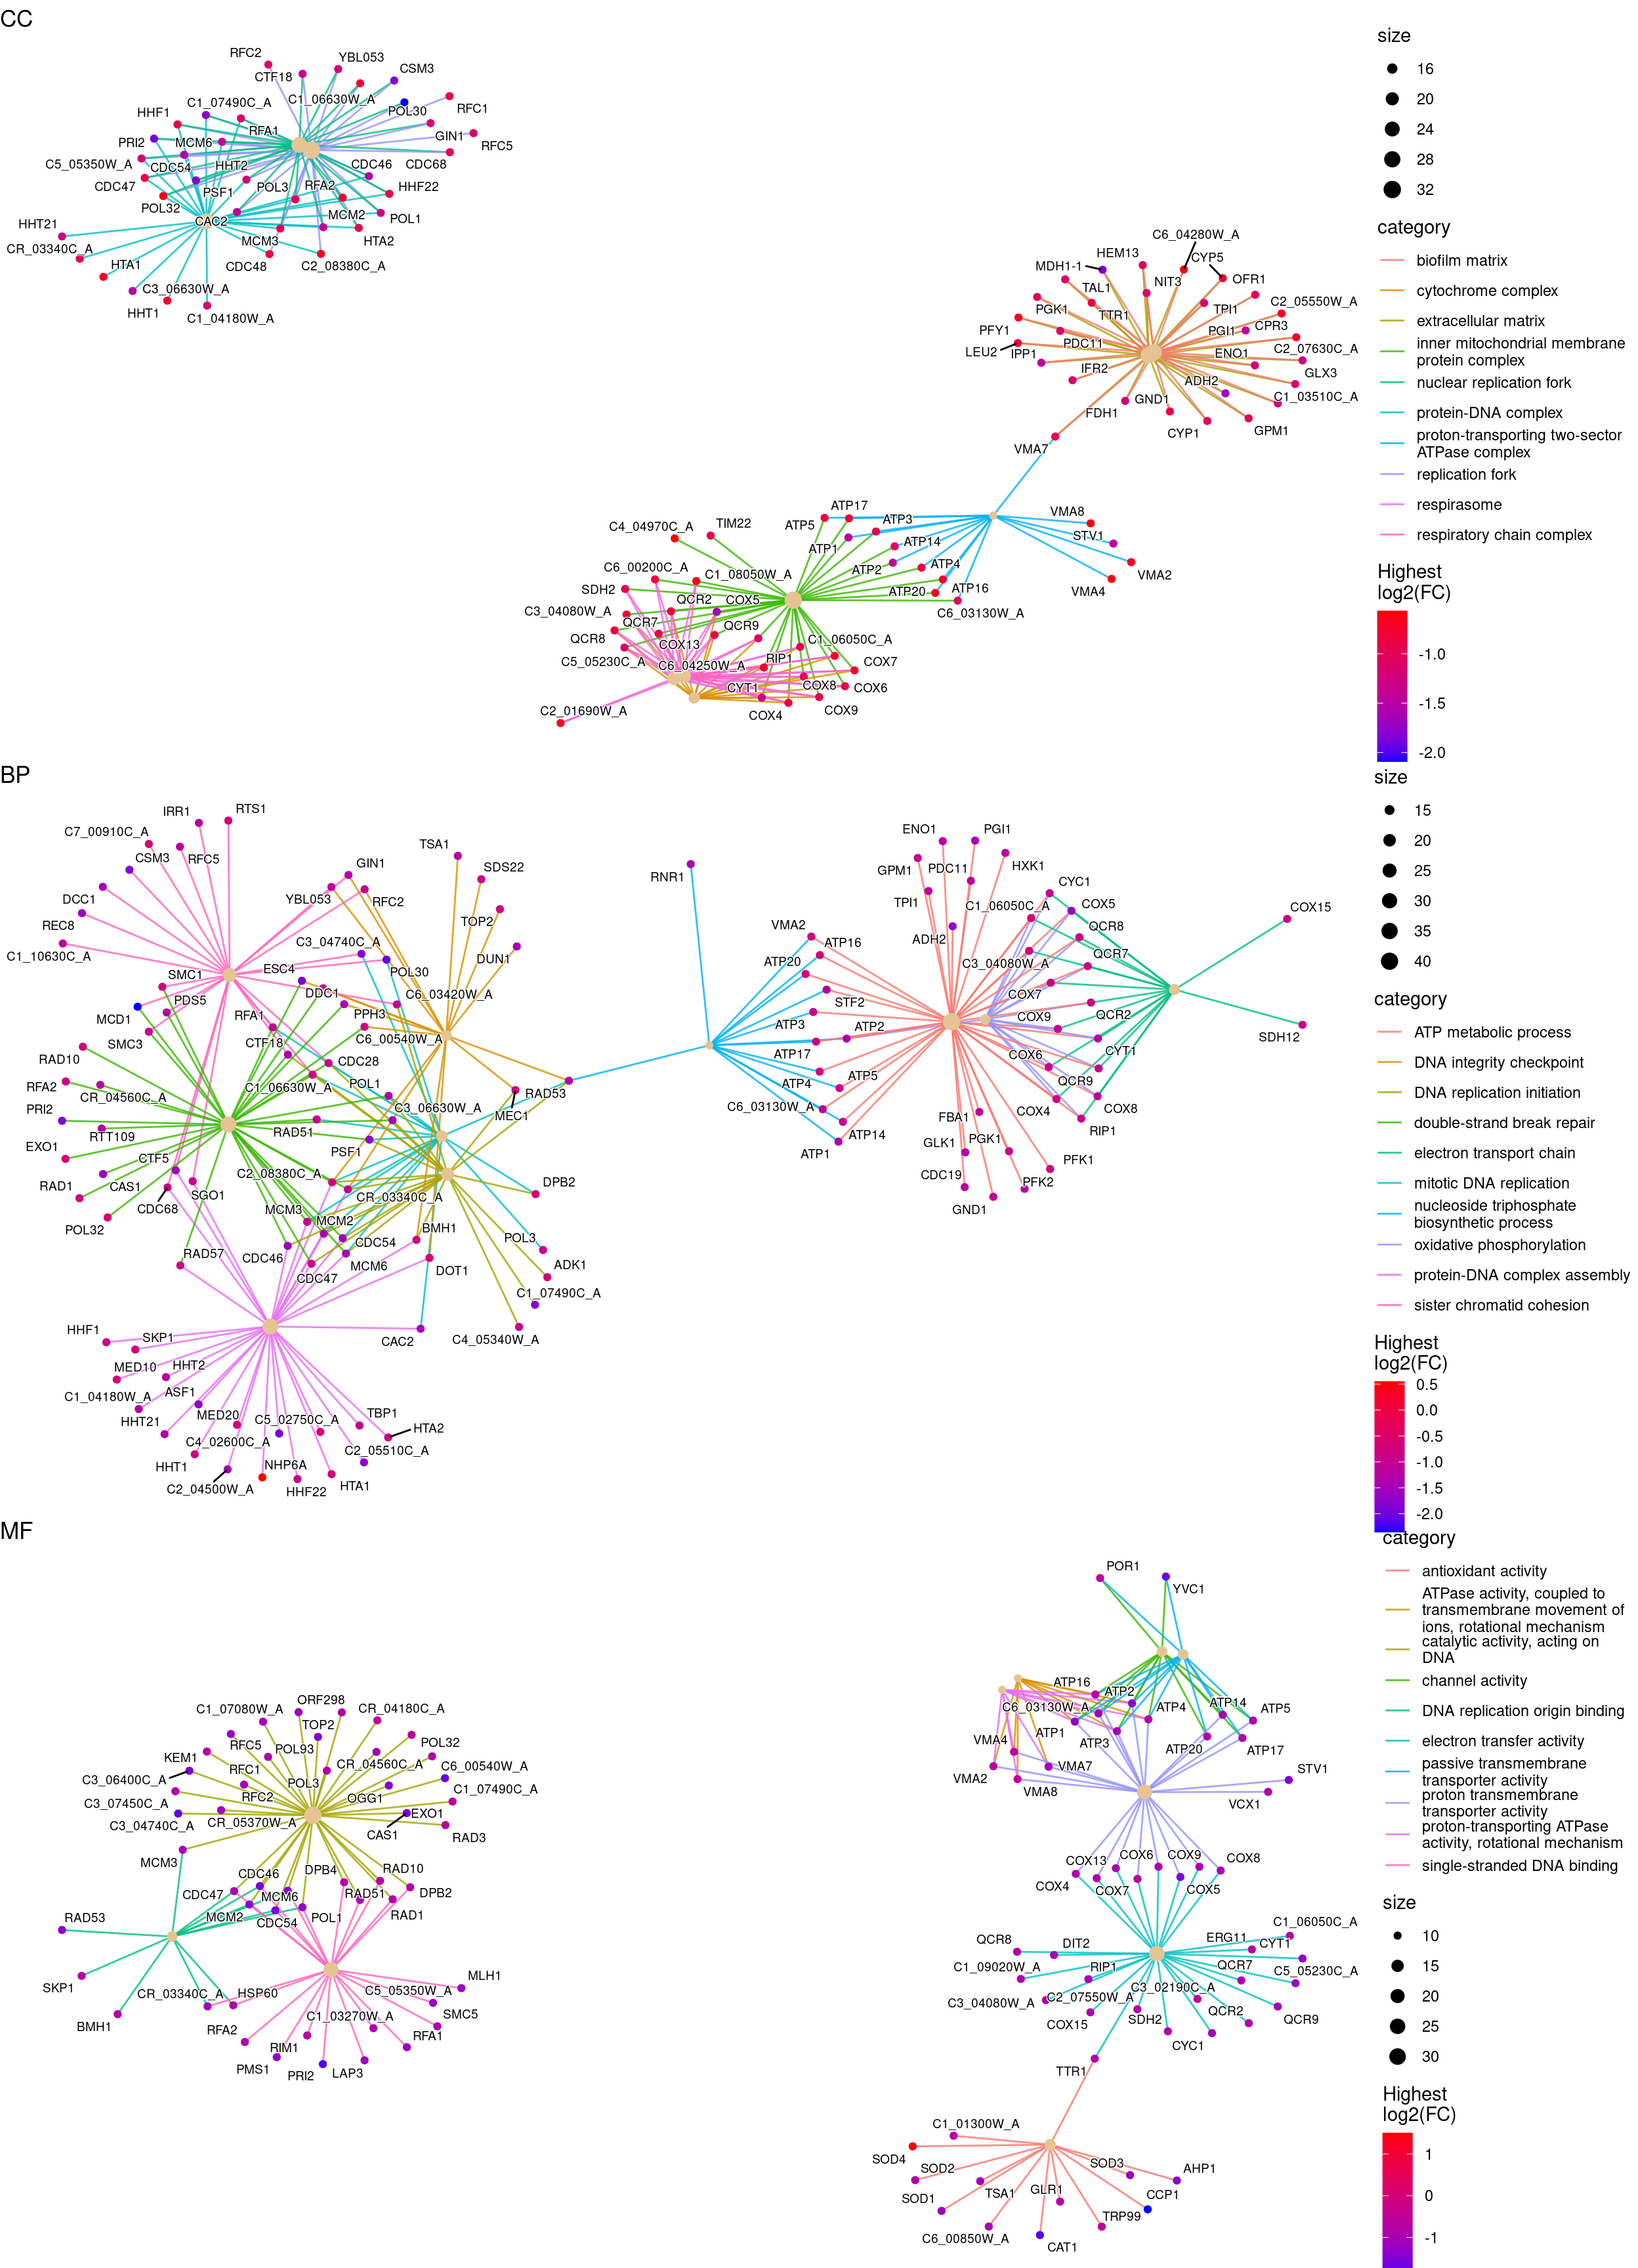 CC
RFC2
YBL053
CTF18
CSM3
C1_06630W_A
C1_07490C_A
POL30
RFC1
HHF1
RFA1
GIN1
PRI2
MCM6
RFC5
C5_05350W_A
CDC54
HHT2
CDC46
CDC68
CDC47
PSF1
POL3
RFA2
HHF22
POL32
CAC2
MCM2
POL1
HHT21
MCM3
HTA2
CR_03340C_A
HTA1
CDC48
C2_08380C_A
C3_06630W_A
HHT1
C1_04180W_A
C6_04280W_A
HEM13
CYP5
MDH1-1
NIT3
OFR1
TAL1
C2_05550W_A
PGK1
TTR1
TPI1
PFY1
PGI1
CPR3
LEU2
IPP1
PDC11
ENO1
C2_07630C_A
IFR2
ADH2
GLX3
C1_03510C_A
FDH1
GND1
CYP1
GPM1
VMA7
ATP17
ATP5
ATP3
VMA8
C4_04970C_A
TIM22
ATP1
ATP14
STV1
C6_00200C_A
C1_08050W_A
ATP2
ATP4
VMA2
SDH2
QCR2
COX5
ATP20
ATP16
VMA4
C3_04080W_A
QCR7
QCR9
C6_03130W_A
QCR8
COX13
C1_06050C_A
C5_05230C_A
C6_04250W_A
RIP1
COX7
CYT1
COX8
COX6
C2_01690W_A
COX4
COX9
size
16
20
24
28
32
category
biofilm matrix
cytochrome complex
extracellular matrix
inner mitochondrial membrane
protein complex
nuclear replication fork
protein-DNA complex
proton-transporting two-sector
ATPase complex
replication fork
respirasome
respiratory chain complex
Highest
log2(FC)
-1.0
-1.5
-2.0
BP
IRR1
RTS1
C7_00910C_A
CSM3
RFC5
TSA1
GIN1
SDS22
DCC1
YBL053
RFC2
REC8
TOP2
C1_10630C_A
C3_04740C_A
DUN1
SMC1
ESC4
POL30
PDS5
DDC1
C6_03420W_A
MCD1
RFA1
PPH3
SMC3
CTF18
C6_00540W_A
RAD10
CDC28
RFA2
C1_06630W_A
POL1
CR_04560C_A
C3_06630W_A
RAD53
PRI2
MEC1
RTT109
RAD51
EXO1
PSF1
CTF5
C2_08380C_A
RAD1
CAS1
SGO1
CR_03340C_A
DPB2
CDC68
MCM3
POL32
MCM2
BMH1
RAD57
CDC46
CDC54
POL3
MCM6
DOT1
ADK1
CDC47
C1_07490C_A
HHF1
SKP1
CAC2
C4_05340W_A
MED10
HHT2
C1_04180W_A
ASF1
HHT21
MED20
C5_02750C_A
TBP1
HTA2
C4_02600C_A
C2_05510C_A
HHT1
NHP6A
C2_04500W_A
HHF22
HTA1
RNR1
ENO1
PGI1
GPM1
PDC11
HXK1
TPI1
CYC1
C1_06050C_A
COX5
COX15
VMA2
ATP16
ADH2
QCR8
ATP20
C3_04080W_A
QCR7
STF2
COX7
ATP3
ATP2
COX9
QCR2
SDH12
ATP17
COX6
CYT1
ATP4
ATP5
QCR9
C6_03130W_A
FBA1
COX4
COX8
ATP14
GLK1
PGK1
RIP1
ATP1
CDC19
PFK1
PFK2
GND1
size
15
20
25
30
35
40
category
ATP metabolic process
DNA integrity checkpoint
DNA replication initiation
double-strand break repair
electron transport chain
mitotic DNA replication
nucleoside triphosphate
biosynthetic process
oxidative phosphorylation
protein-DNA complex assembly
sister chromatid cohesion
Highest
log2(FC)
0.5
0.0
-0.5
-1.0
-1.5
-2.0
MF
ORF298
C1_07080W_A
CR_04180C_A
TOP2
RFC5
POL93
POL32
KEM1
CR_04560C_A
C6_00540W_A
C3_06400C_A
RFC1
POL3
C1_07490C_A
RFC2
OGG1
C3_07450C_A
EXO1
C3_04740C_A
CR_05370W_A
CAS1
RAD3
MCM3
CDC46
DPB4
RAD10
CDC47
MCM6
RAD51
DPB2
RAD53
MCM2
CDC54
POL1
RAD1
SKP1
CR_03340C_A
HSP60
C5_05350W_A
MLH1
BMH1
C1_03270W_A
SMC5
RFA2
RIM1
RFA1
PMS1
PRI2
LAP3
POR1
YVC1
ATP16
ATP2
C6_03130W_A
ATP4
ATP14
ATP5
VMA4
ATP1
ATP3
ATP20
ATP17
VMA2
VMA7
VMA8
STV1
VCX1
COX13
COX6
COX9
COX8
COX4
COX7
COX5
C1_06050C_A
QCR8
DIT2
ERG11
CYT1
C1_09020W_A
RIP1
QCR7
C5_05230C_A
C3_04080W_A
C2_07550W_A
C3_02190C_A
COX15
SDH2
QCR2
QCR9
CYC1
TTR1
C1_01300W_A
SOD4
SOD2
SOD3
AHP1
SOD1
TSA1
GLR1
CCP1
TRP99
C6_00850W_A
CAT1
category
antioxidant activity
ATPase activity, coupled to
transmembrane movement of
ions, rotational mechanism
catalytic activity, acting on
DNA
channel activity
DNA replication origin binding
electron transfer activity
passive transmembrane
transporter activity
proton transmembrane
transporter activity
proton-transporting ATPase
activity, rotational mechanism
single-stranded DNA binding
size
10
15
20
25
30
Highest
log2(FC)
1
0
-1